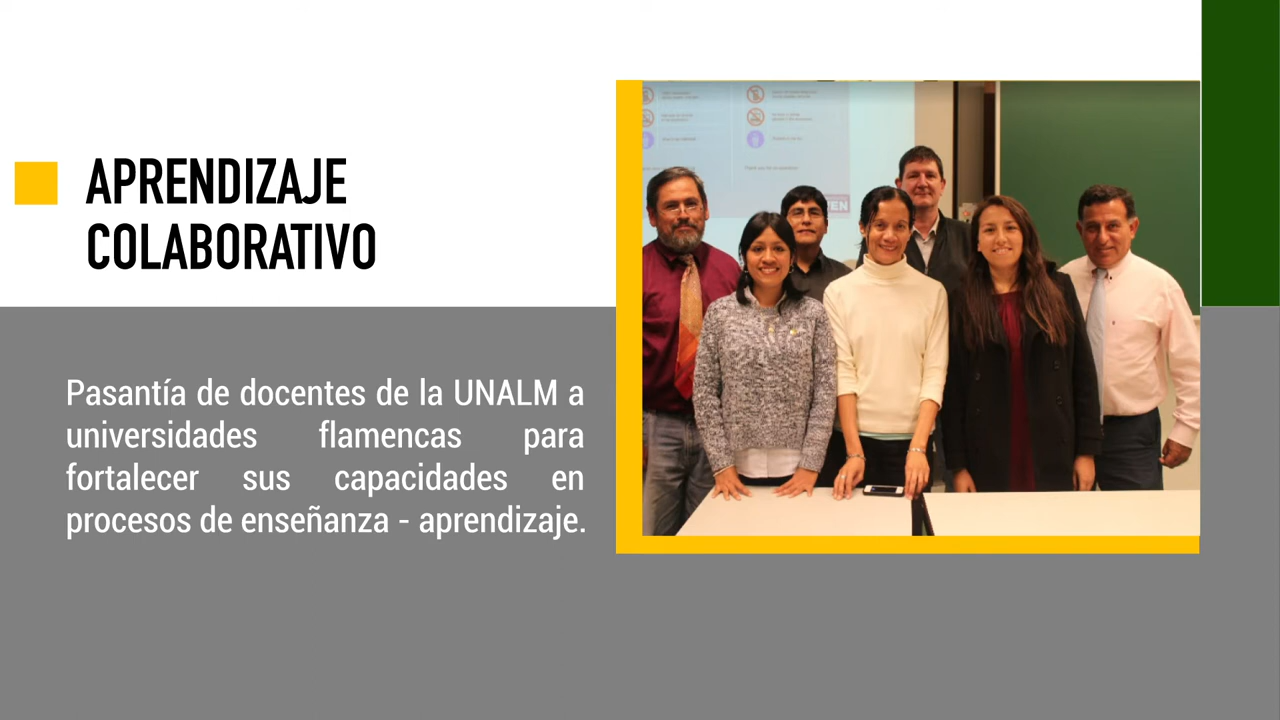 APRENDIZAJE
COLABORATIVO
Pasantía de docentes de la UNALM a
universidades flamencas para
fortalecer sus capacidades en
procesos de enseñanza - aprendizaje.